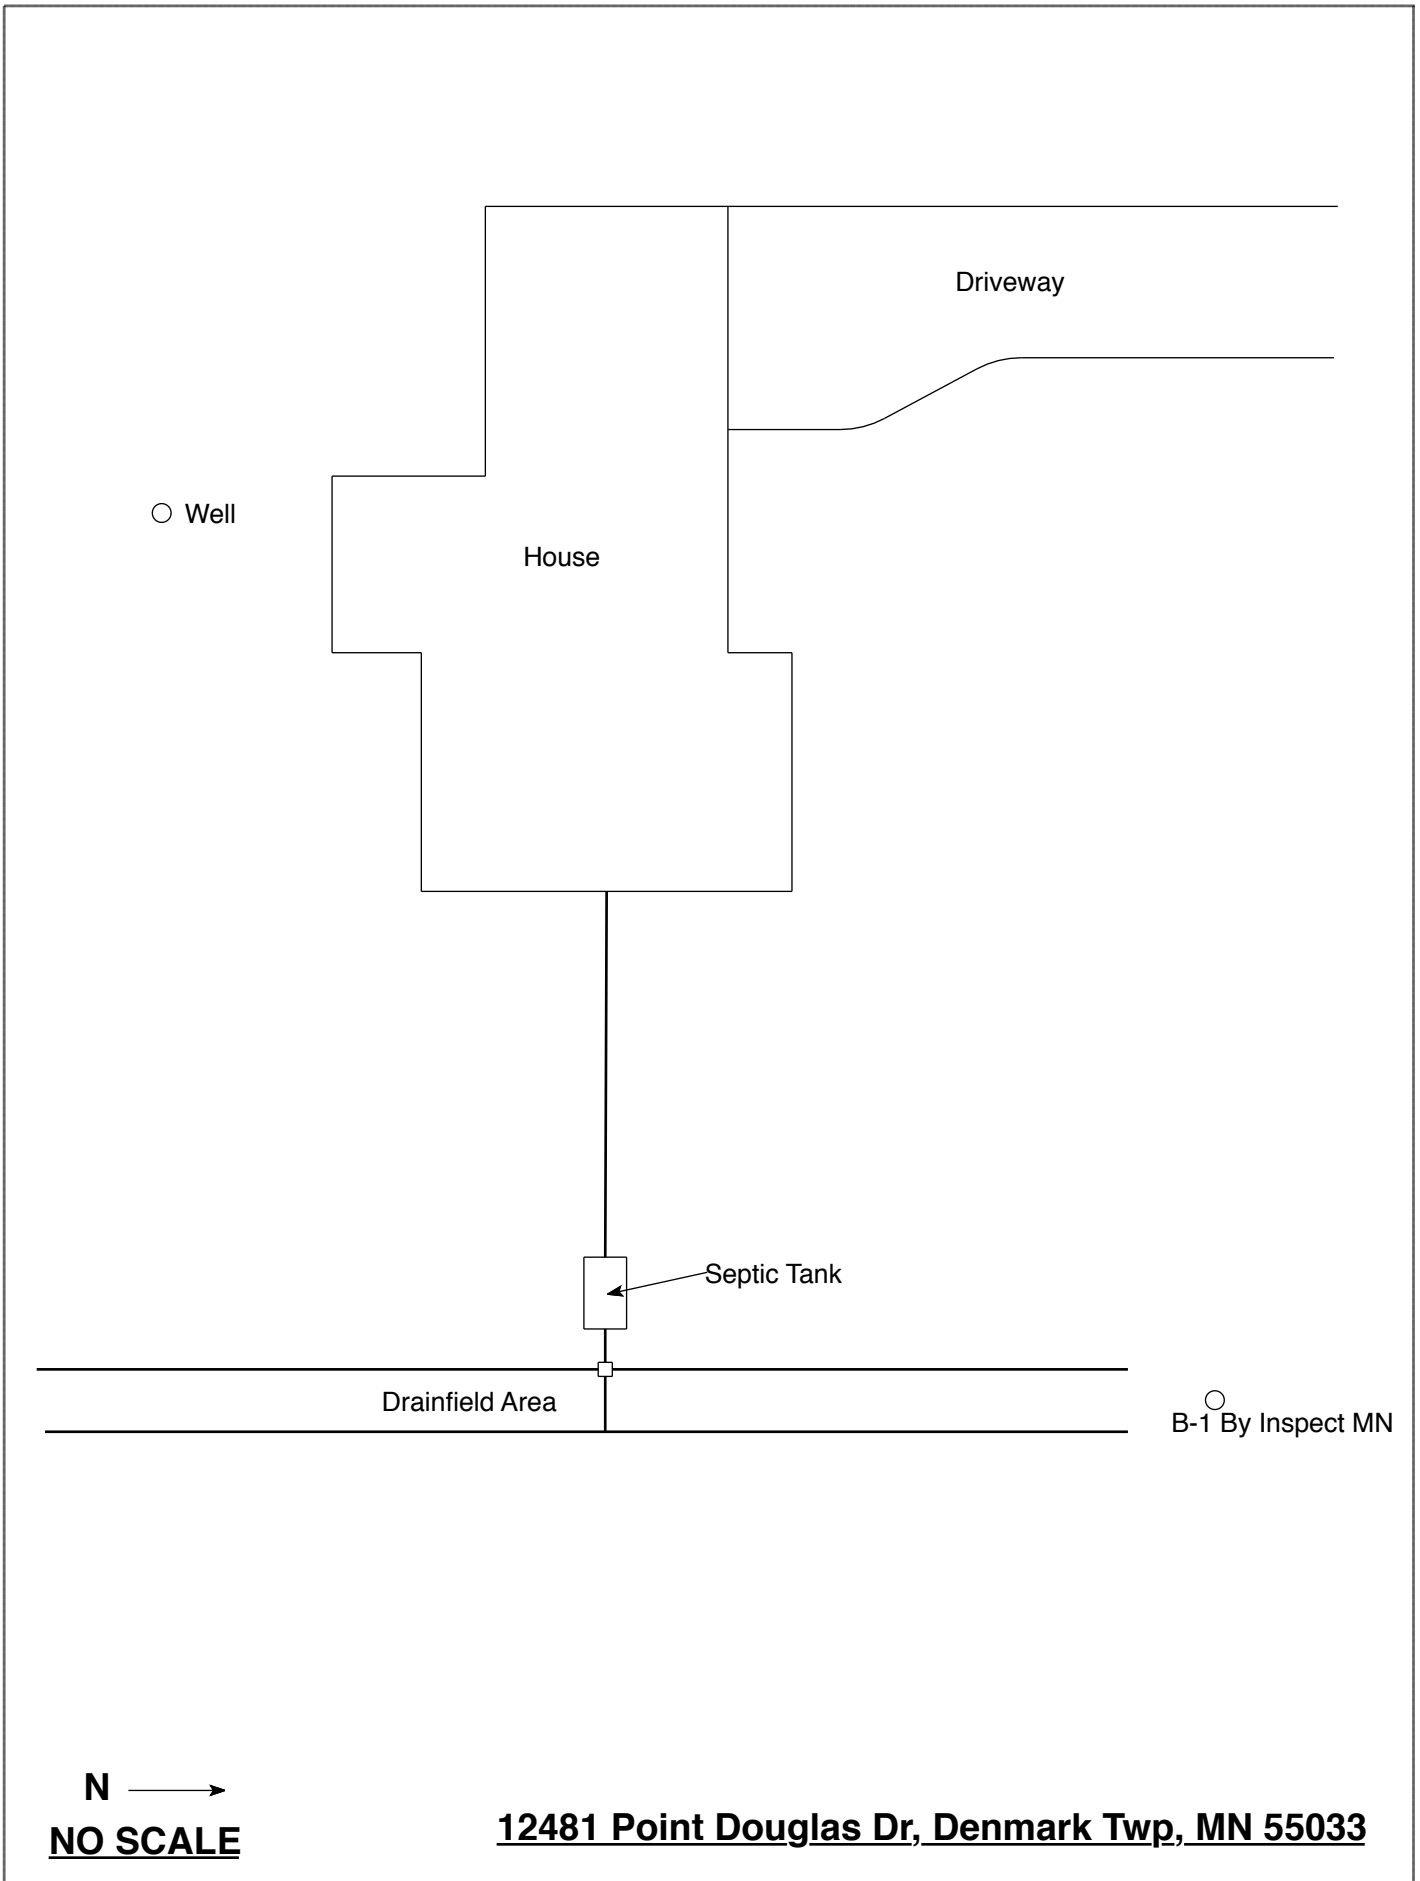 Driveway
Well
House
Septic Tank
Drainfield Area
B-1 By Inspect MN
N
NO SCALE
12481 Point Douglas Dr, Denmark Twp, MN 55033